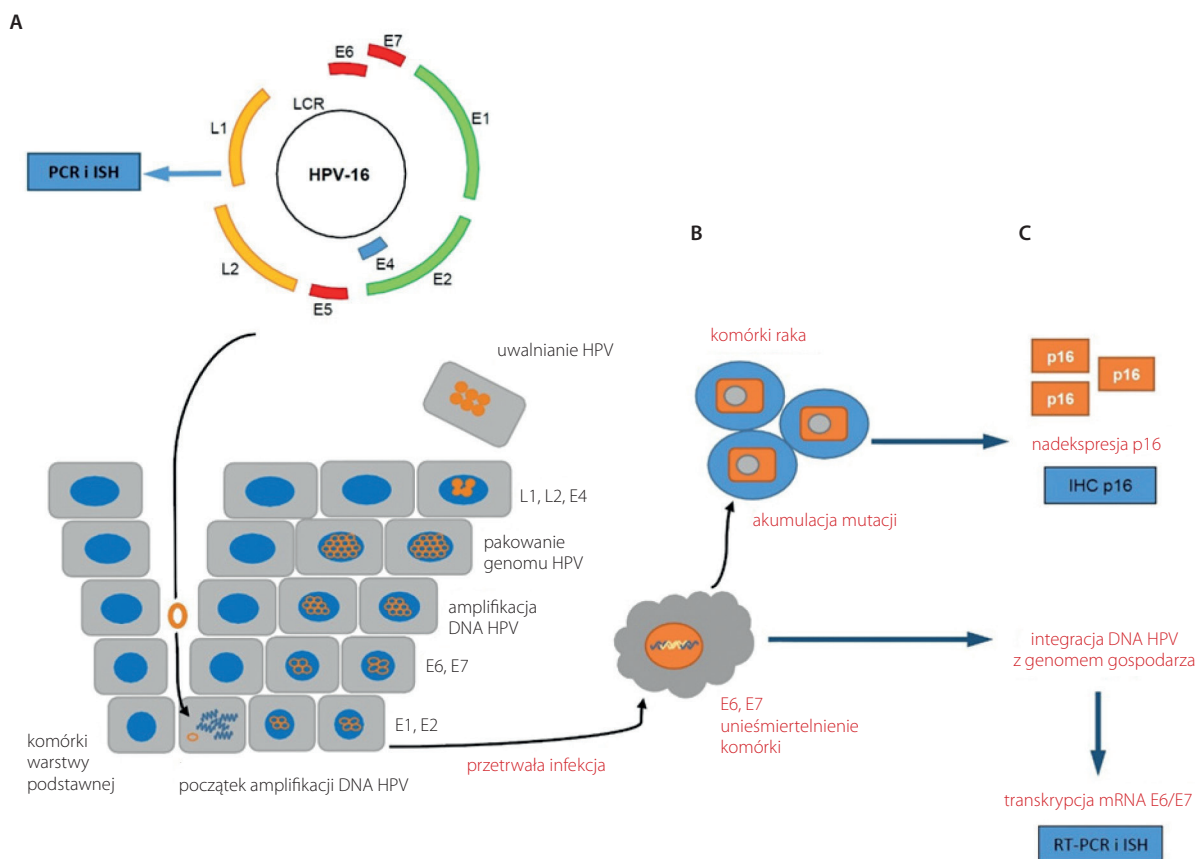 A
E7
E6
LCR
L1
E1
PCR i ISH
HPV-16
E4
L2
E2
E5
B
C
komórki raka
p16
p16
p16
uwalnianie HPV
nadekspresja p16
IHC p16
L1, L2, E4
akumulacja mutacji
pakowanie
genomu HPV
amplifikacja
DNA HPV
E6, E7
integracja DNA HPV
z genomem gospodarza
E1, E2
E6, E7
unieśmiertelnienie
komórki
komórki
warstwy
podstawnej
początek amplifikacji DNA HPV
przetrwała infekcja
transkrypcja mRNA E6/E7
RT-PCR i ISH